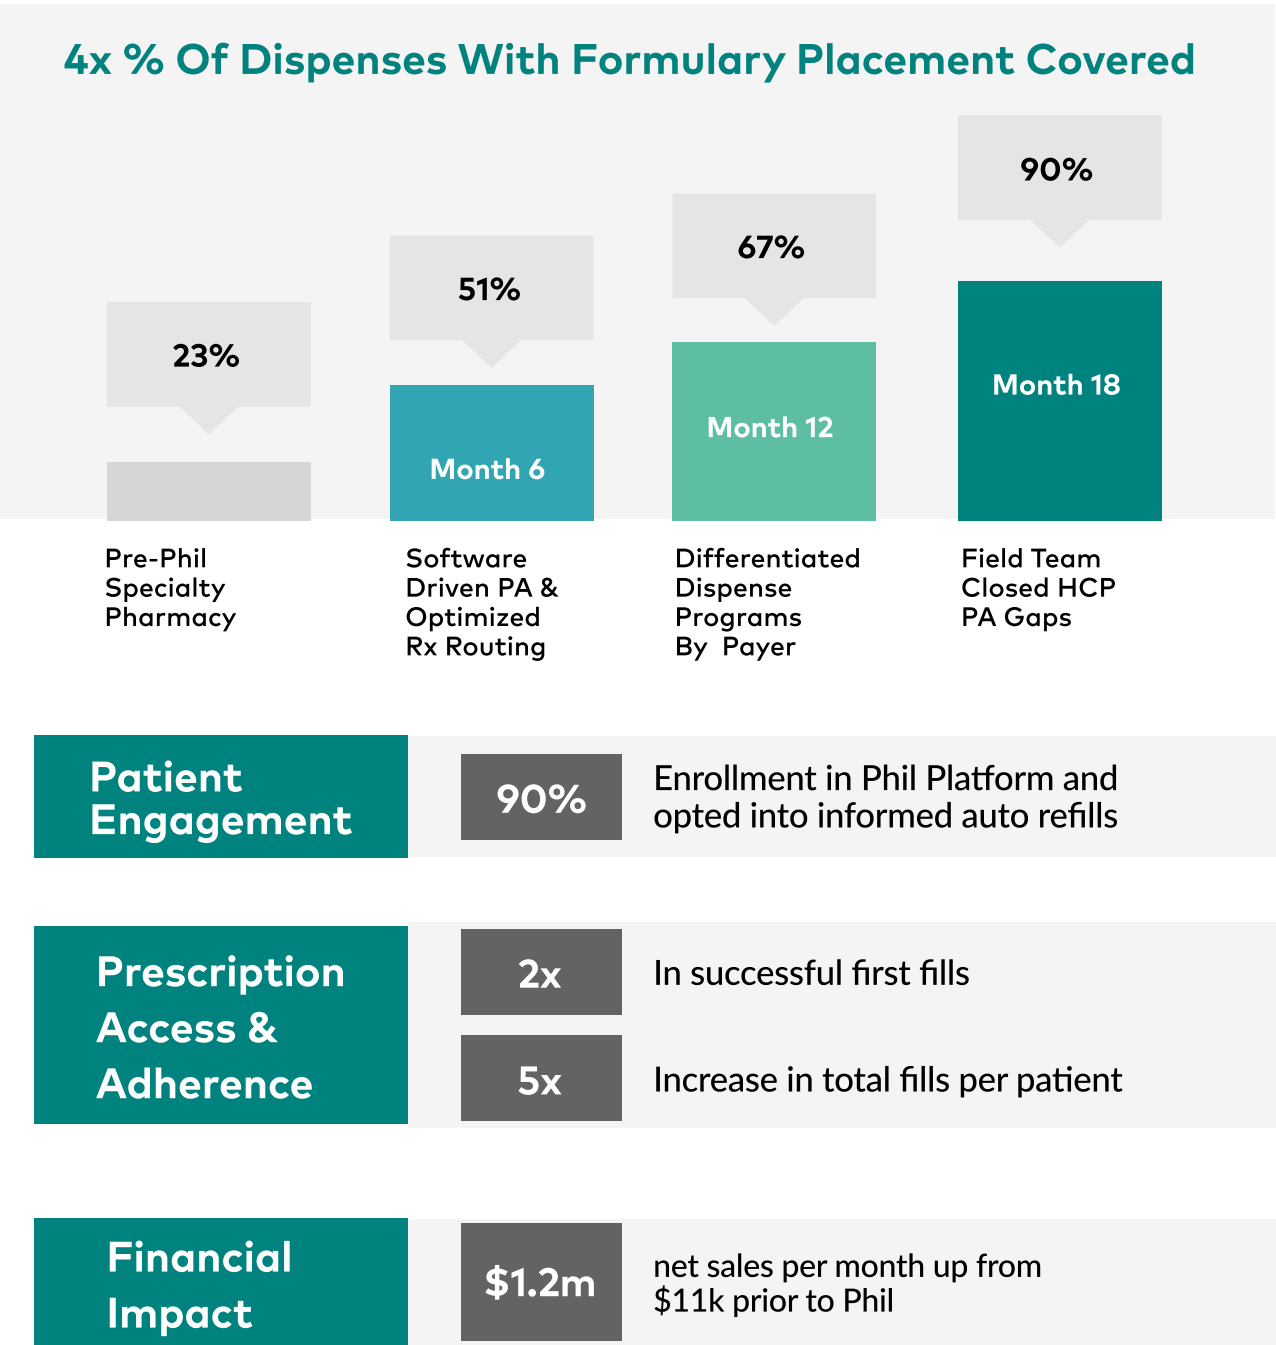 4x % Of Dispenses With Formulary Placement Covered
23%
51%
67%
90%
Month 6
Month 12
Month 18
Pre-Phil
Specialty
Pharmacy
Software
Driven PA &
Optimized
Rx Routing
Differentiated
Dispense
Programs
By Payer
Field Team
Closed HCP
PA Gaps
Patient
Engagement
90%
Enrollment in Phil Platform and
opted into informed auto refills
Prescription
Access &
Adherence
2x
In successful first fills
5x
Increase in total fills per patient
Financial
Impact
$1.2m
net sales per month up from
$11k prior to Phil